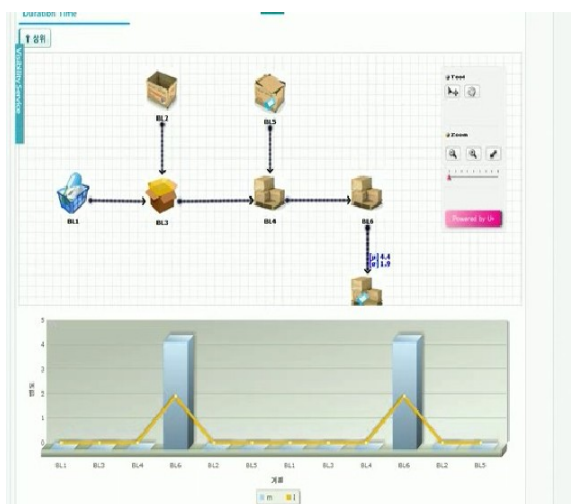 Duration Time
상위
Visibility Service
Tool
BL2
BL5
Zoom
BL1
BL3
BL4
BL6
Powered by U+
[μ] 4.4
[σ] 1.9
5
4
3
2
1
0
BL1 BL3 BL4 BL6 BL2 BL5 BL1 BL3 BL4 BL6 BL2 BL5
m